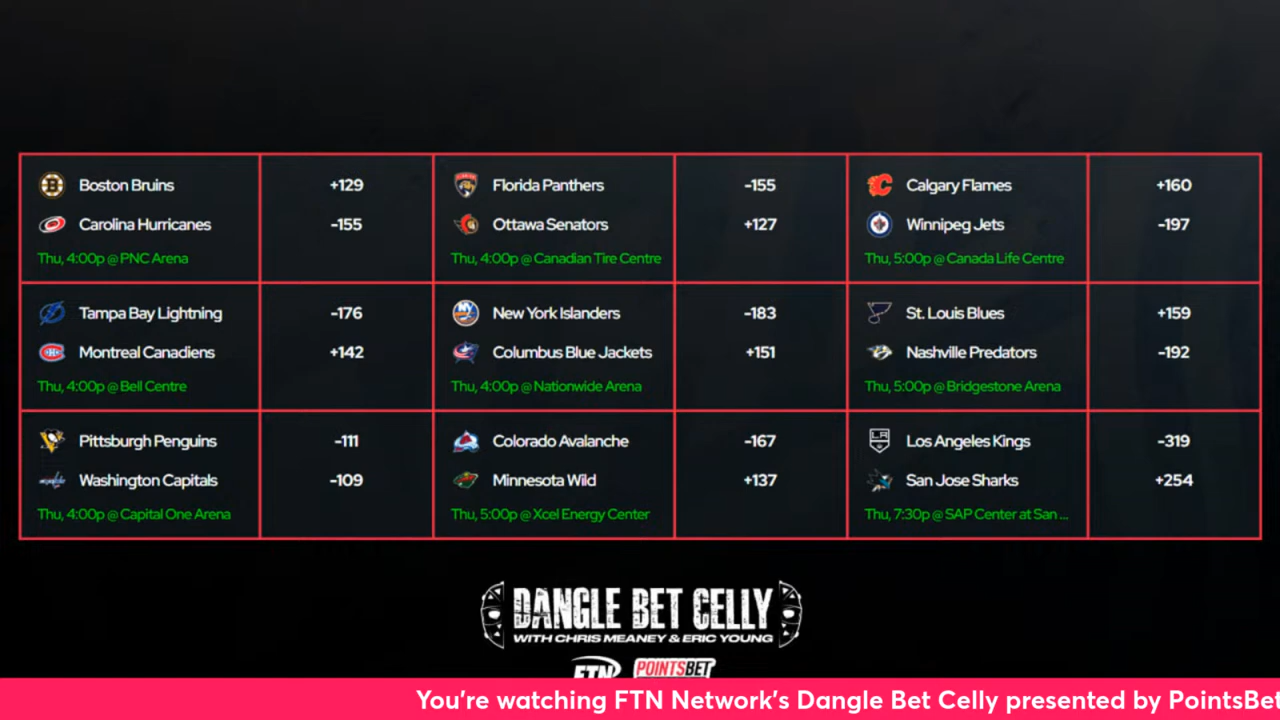 Boston Bruins +129
Carolina Hurricanes -155
Thu, 4:00p @ PNC Arena
Florida Panthers -155
Ottawa Senators +127
Thu, 4:00p @ Canadian Tire Centre
Calgary Flames +160
Winnipeg Jets -197
Thu, 5:00p @ Canada Life Centre
Tampa Bay Lightning -176
Montreal Canadiens +142
Thu, 4:00p @ Bell Centre
New York Islanders -183
Columbus Blue Jackets +151
Thu, 4:00p @ Nationwide Arena
St. Louis Blues +159
Nashville Predators -192
Thu, 5:00p @ Bridgestone Arena
Pittsburgh Penguins -111
Washington Capitals -109
Thu, 4:00p @ Capital One Arena
Colorado Avalanche -167
Minnesota Wild +137
Thu, 5:00p @ Xcel Energy Center
Los Angeles Kings -319
San Jose Sharks +254
Thu, 7:30p @ SAP Center at San ...
DANGLE BET CELLY
WITH CHRIS MEANEY & ERIC YOUNG
FTN POINTSBET
You're watching FTN Network's Dangle Bet Celly presented by PointsBet